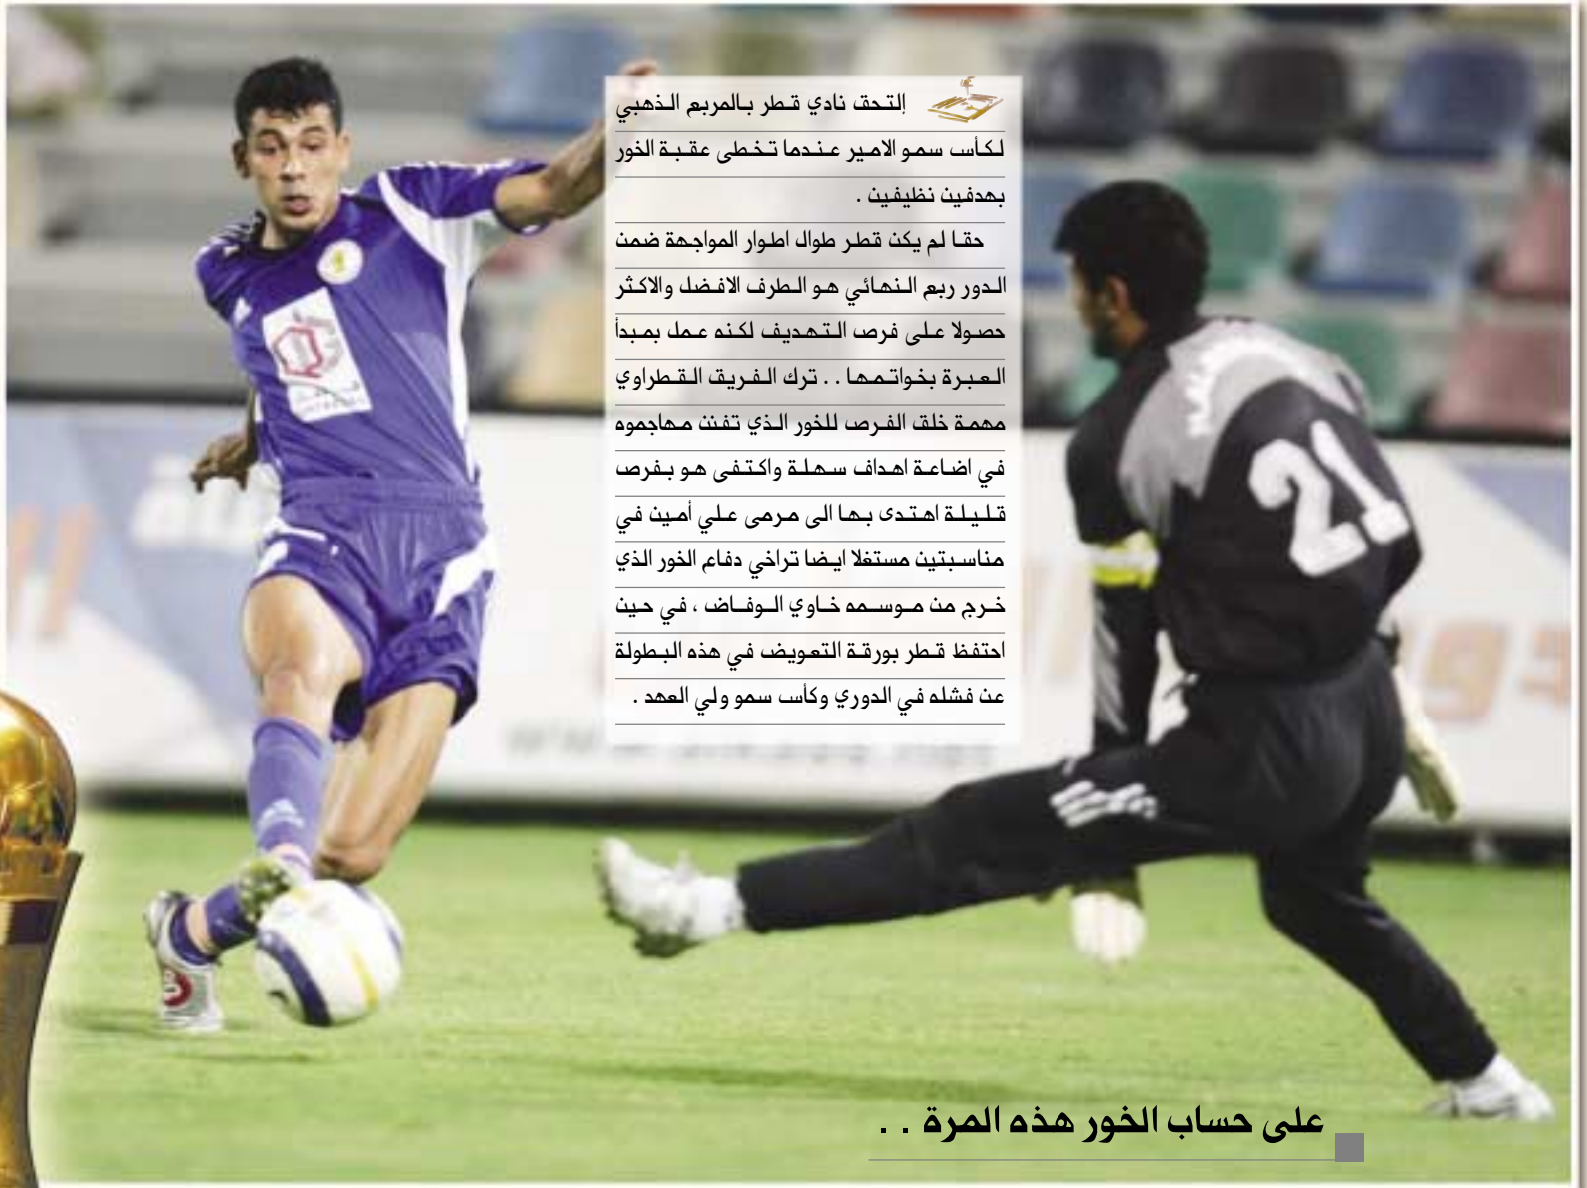 إلتحق نادي قطر بالمربع الذهبي
لكأس سمو الامير عندما تخطى عقبة الخور
بهدفين نظيفين .
حقا لم يكن قطر طوال اطوار المواجهة ضمن
الدور ربع النهائي هو الطرف الافضل والاكثر
حصولا على فرص التهديف لكنه عمل بمبدأ
العبرة بخواتمها . . ترك الفريق القطراوي
مهمة خلق الفرص للخور الذي تفنن مهاجموه
في اضاعة اهداف سهلة واكتفى هو بفرص
قليلة اهتدى بها الى مرمى علي أمين في
مناسبتين مستغلا ايضا تراخي دفاع الخور الذي
خرج من موسمه خاوي الوفاض ، في حين
احتفظ قطر بورقة التعويض في هذه البطولة
عن فشله في الدوري وكأس سمو ولي العهد .
21
على حساب الخور هذه المرة . .